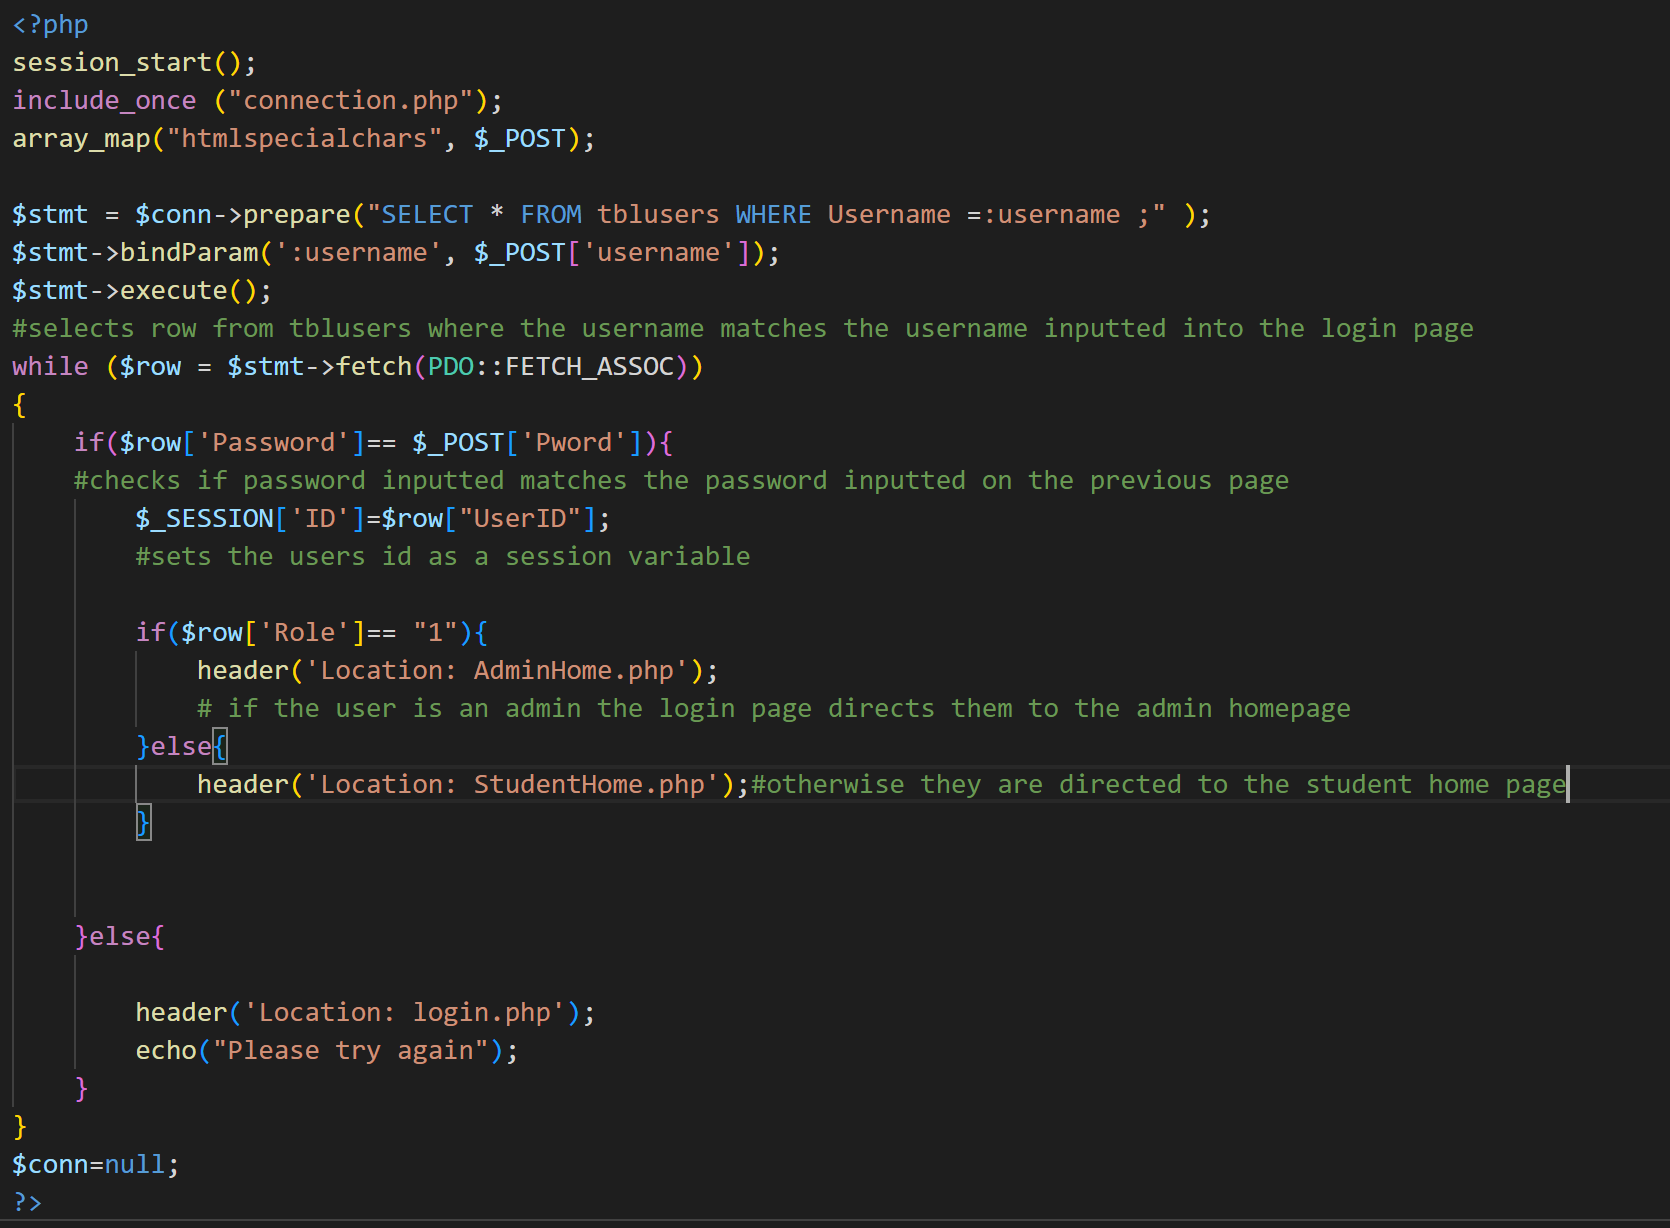 <?php
session_start();
include_once ("connection.php");
array_map("htmlspecialchars", $_POST);
$stmt = $conn->prepare("SELECT * FROM tblusers WHERE Username =:username ;" );
$stmt->bindParam(':username', $_POST['username']);
$stmt->execute();
#selects row from tblusers where the username matches the username inputted into the login page
while ($row = $stmt->fetch(PDO::FETCH_ASSOC))
{
if($row['Password']== $_POST['Pword']){
#checks if password inputted matches the password inputted on the previous page
$_SESSION['ID']=$row["UserID"];
#sets the users id as a session variable
if($row['Role']== "1"){
header('Location: AdminHome.php');
# if the user is an admin the login page directs them to the admin homepage
}else{
header('Location: StudentHome.php');#otherwise they are directed to the student home page
}
}else{
header('Location: login.php');
echo("Please try again");
}
}
$conn=null;
?>